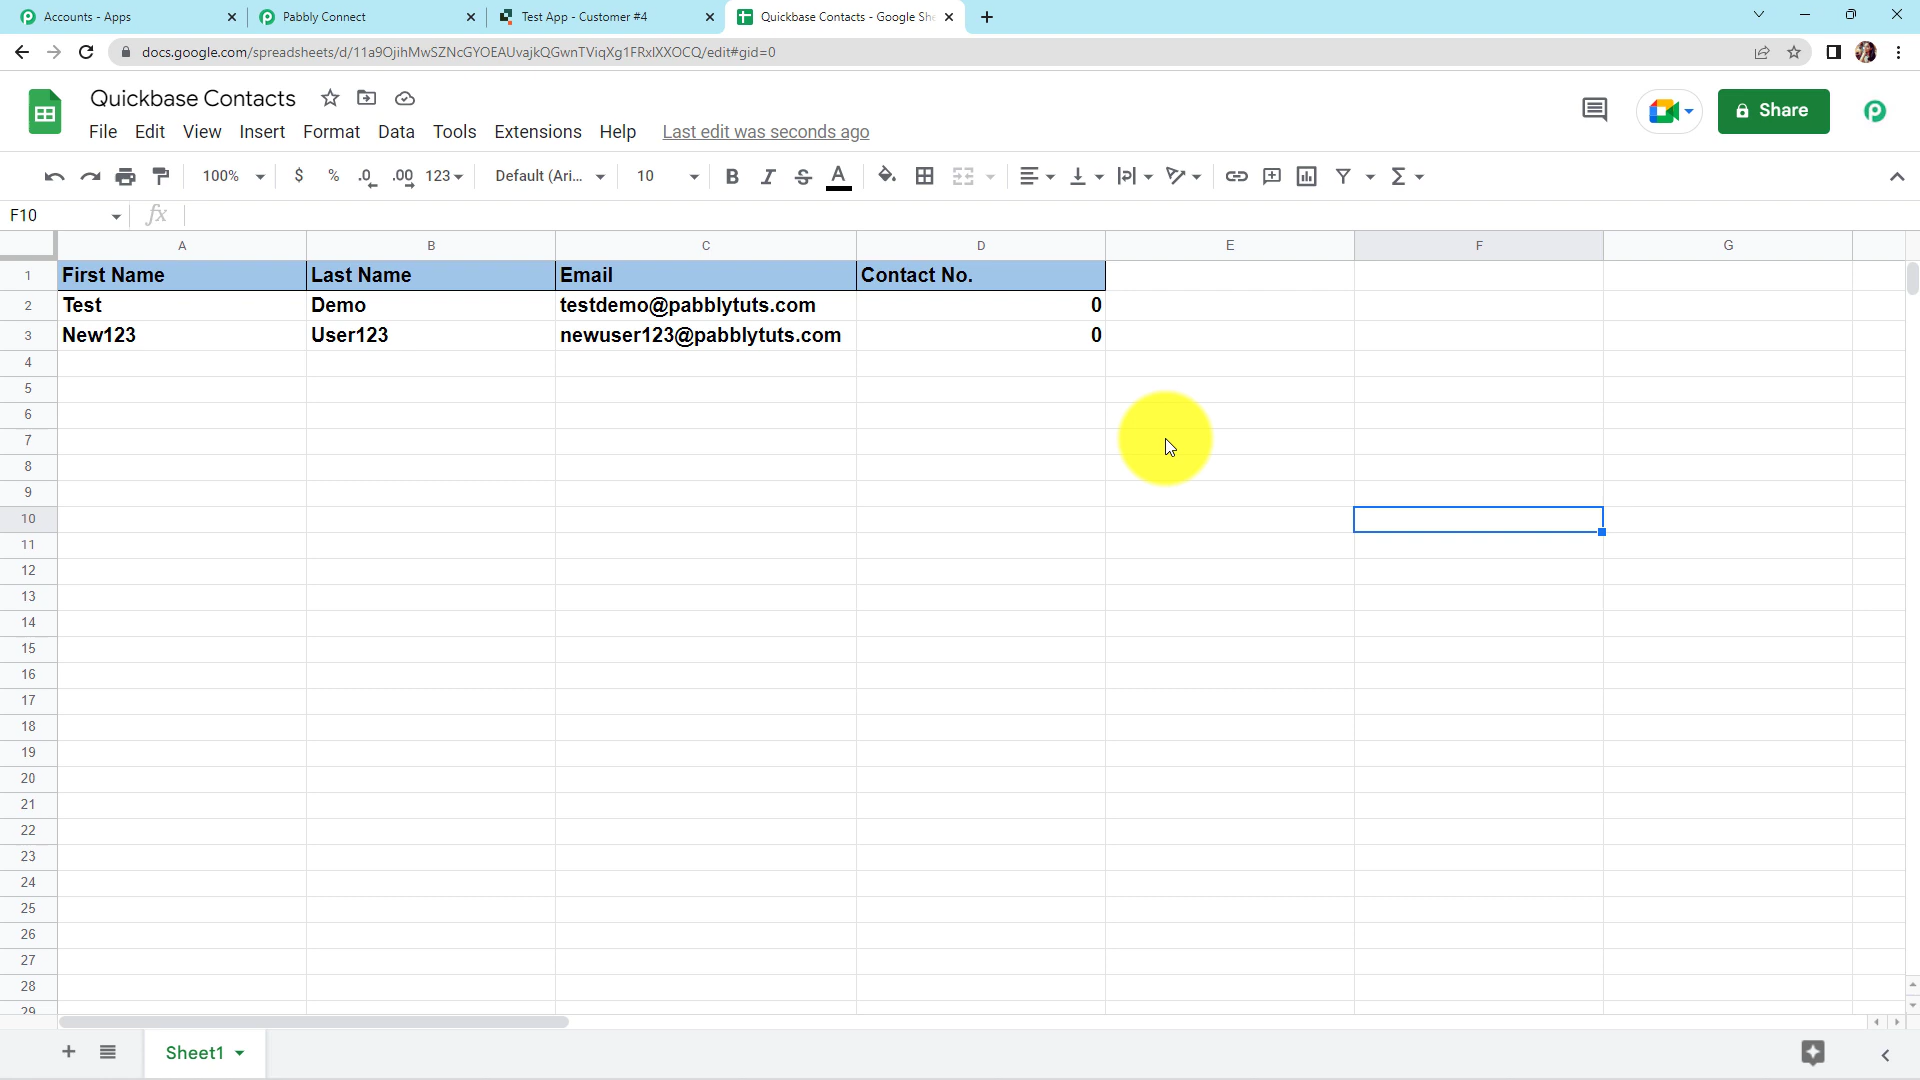 Accounts - Apps
Pabbly Connect
Test App - Customer #4
Quickbase Contacts - Google She
docs.google.com/spreadsheets/d/11a9OjihMwSZNcGYOEAUvajkQGwnTViqXg1FRxlXXOCQ/edit#gid=0
Quickbase Contacts
File Edit View Insert Format Data Tools Extensions Help Last edit was seconds ago
Share
100% $ % .0 .00 123 Default (Ari... 10 B I S A
F10 fx
A B C D E F G
1 First Name Last Name Email Contact No.
2 Test Demo testdemo@pabblytuts.com 0
3 New123 User123 newuser123@pabblytuts.com 0
4
5
6
7
8
9
10
11
12
13
14
15
16
17
18
19
20
21
22
23
24
25
26
27
28
29
Sheet1